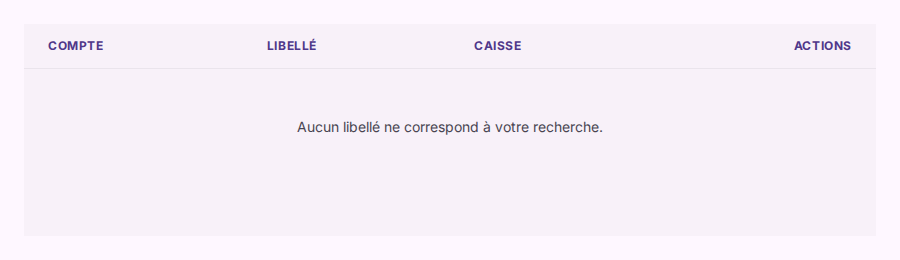 COMPTE LIBELLÉ CAISSE ACTIONS
Aucun libellé ne correspond à votre recherche.